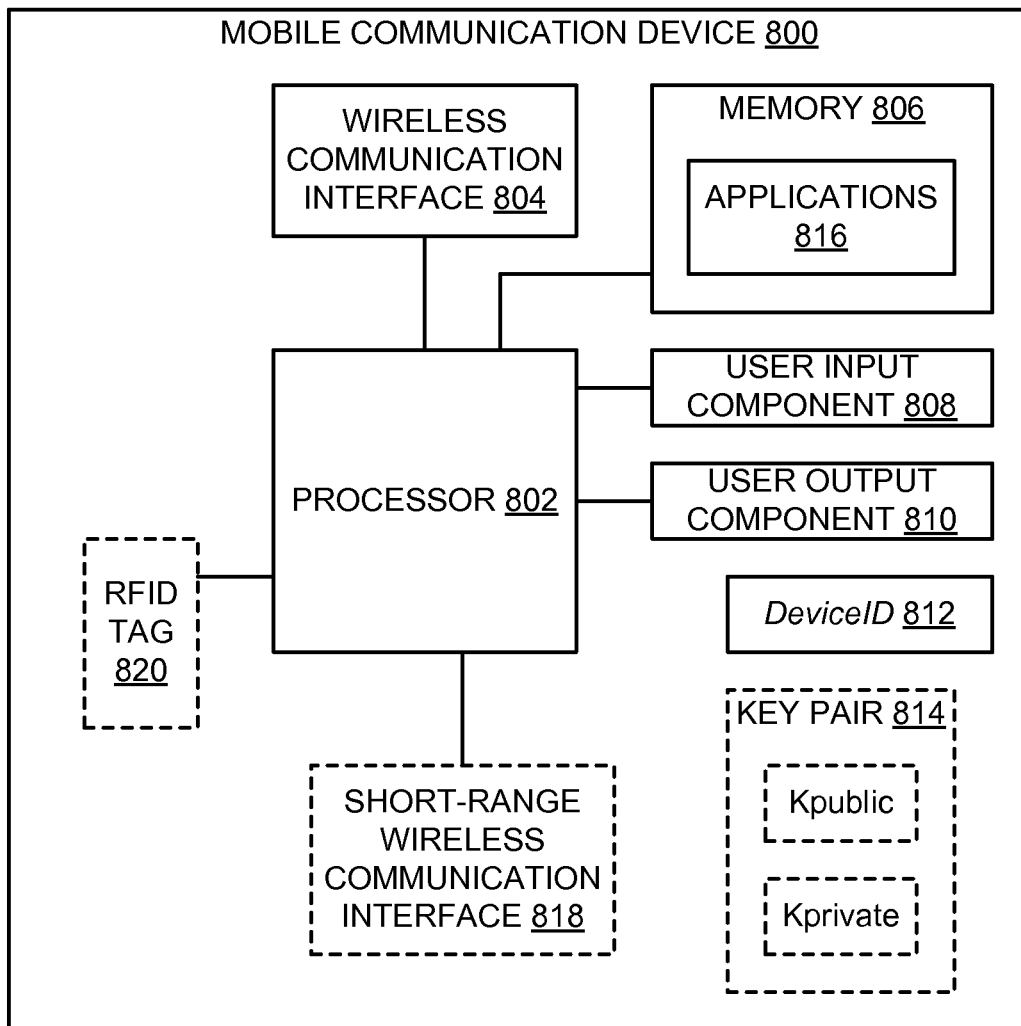 MOBILE COMMUNICATION DEVICE 800
WIRELESS
COMMUNICATION
INTERFACE 804
MEMORY 806
APPLICATIONS
816
PROCESSOR 802
USER INPUT
COMPONENT 808
USER OUTPUT
COMPONENT 810
RFID
TAG
820
DeviceID 812
KEY PAIR 814
Kpublic
Kprivate
SHORT-RANGE
WIRELESS
COMMUNICATION
INTERFACE 818